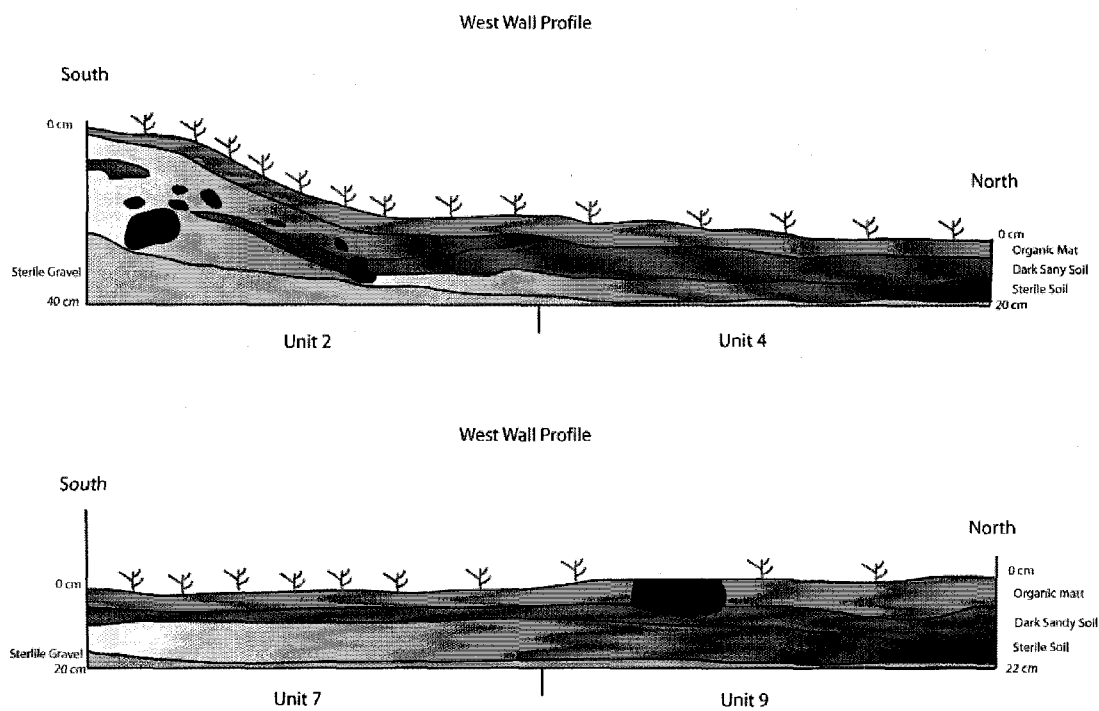 West Wall Profile
South
0 cm
North
0 cm
Organic Mat
Dark Sany Soil
Sterile Gravel
Sterile Soil
40 cm
20 cm
Unit 2
Unit 4
West Wall Profile
South
North
0 cm
0 cm
Organic matt
Dark Sandy Soil
Sterlile Gravel
Sterile Soil
20 cm
22 cm
Unit 7
Unit 9